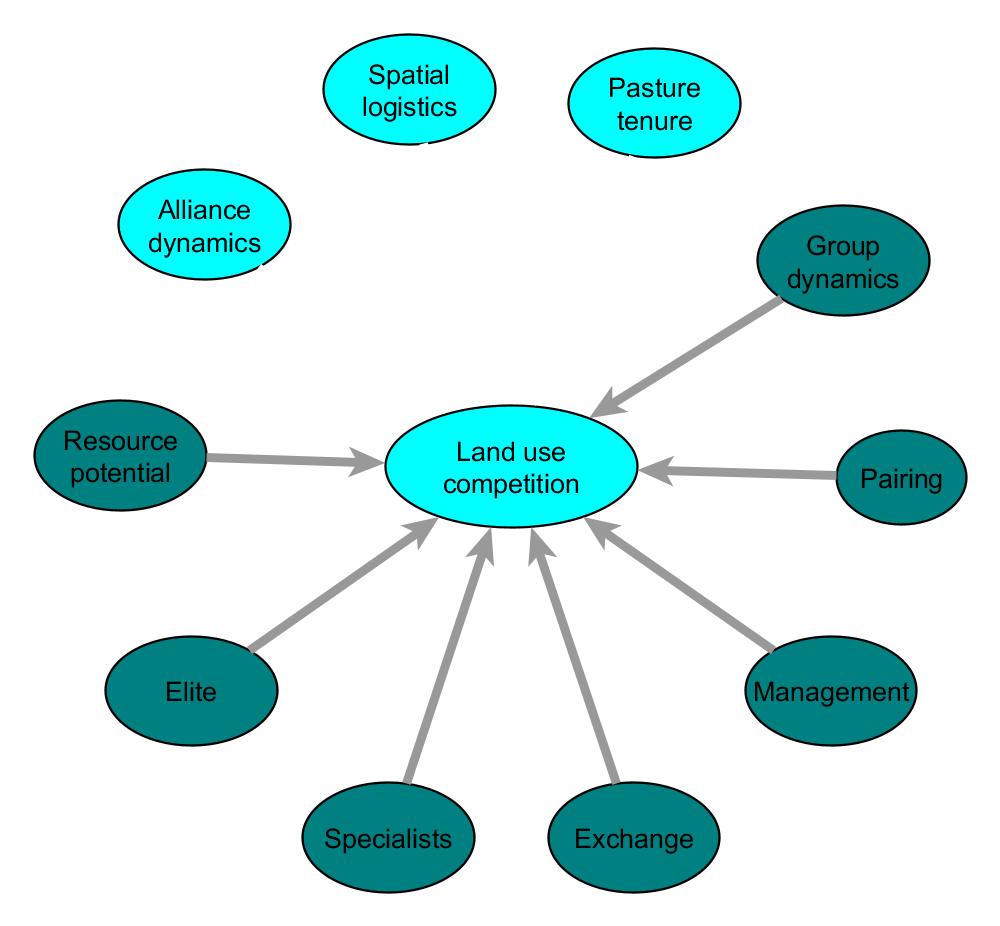 Spatial
logistics
Pasture
tenure
Alliance
dynamics
Group
dynamics
Resource
potential
Land use
competition
Pairing
Elite
Management
Specialists
Exchange